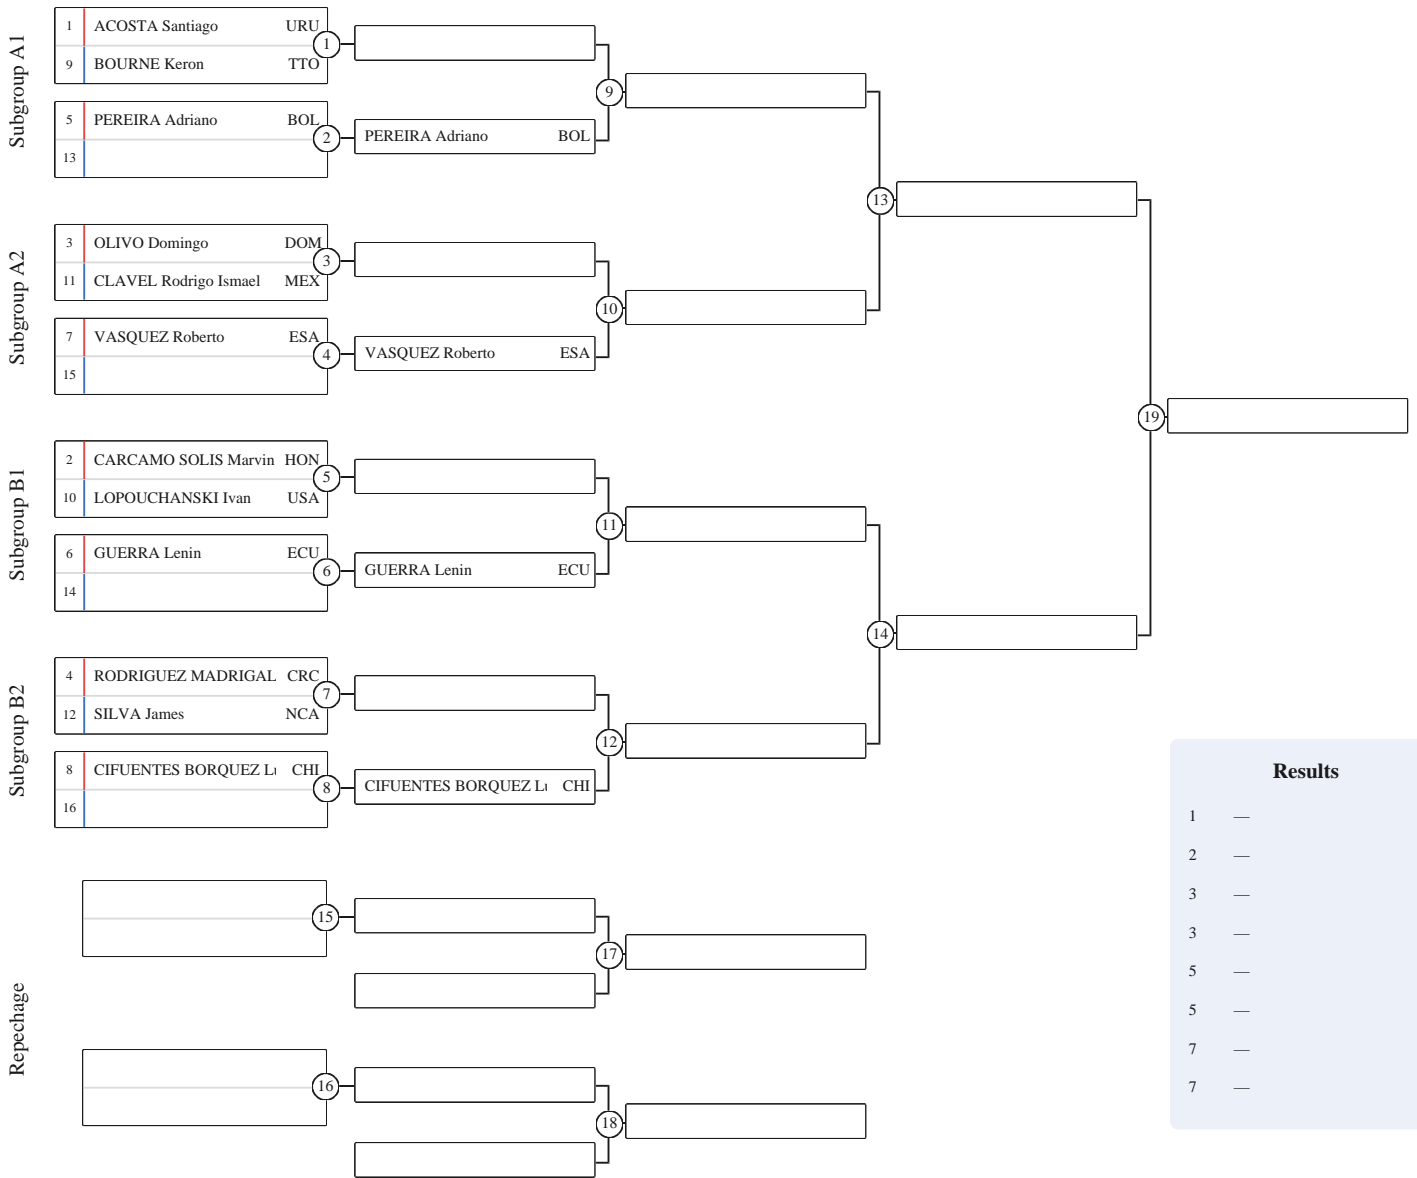 Subgroup A1
1 ACOSTA Santiago URU
9 BOURNE Keron TTO
1
5 PEREIRA Adriano BOL
13
2
PEREIRA Adriano BOL
9
Subgroup A2
3 OLIVO Domingo DOM
11 CLAVEL Rodrigo Ismael MEX
3
7 VASQUEZ Roberto ESA
15
4
VASQUEZ Roberto ESA
10
13
Subgroup B1
2 CARCAMO SOLIS Marvin HON
10 LOPOUCHANSKI Ivan USA
5
6 GUERRA Lenin ECU
14
6
GUERRA Lenin ECU
11
Subgroup B2
4 RODRIGUEZ MADRIGAL CRC
12 SILVA James NCA
7
8 CIFUENTES BORQUEZ CHI
16
8
CIFUENTES BORQUEZ CHI
12
14
19
Repechage
15
17
16
18
Results
1 —
2 —
3 —
3 —
5 —
5 —
7 —
7 —